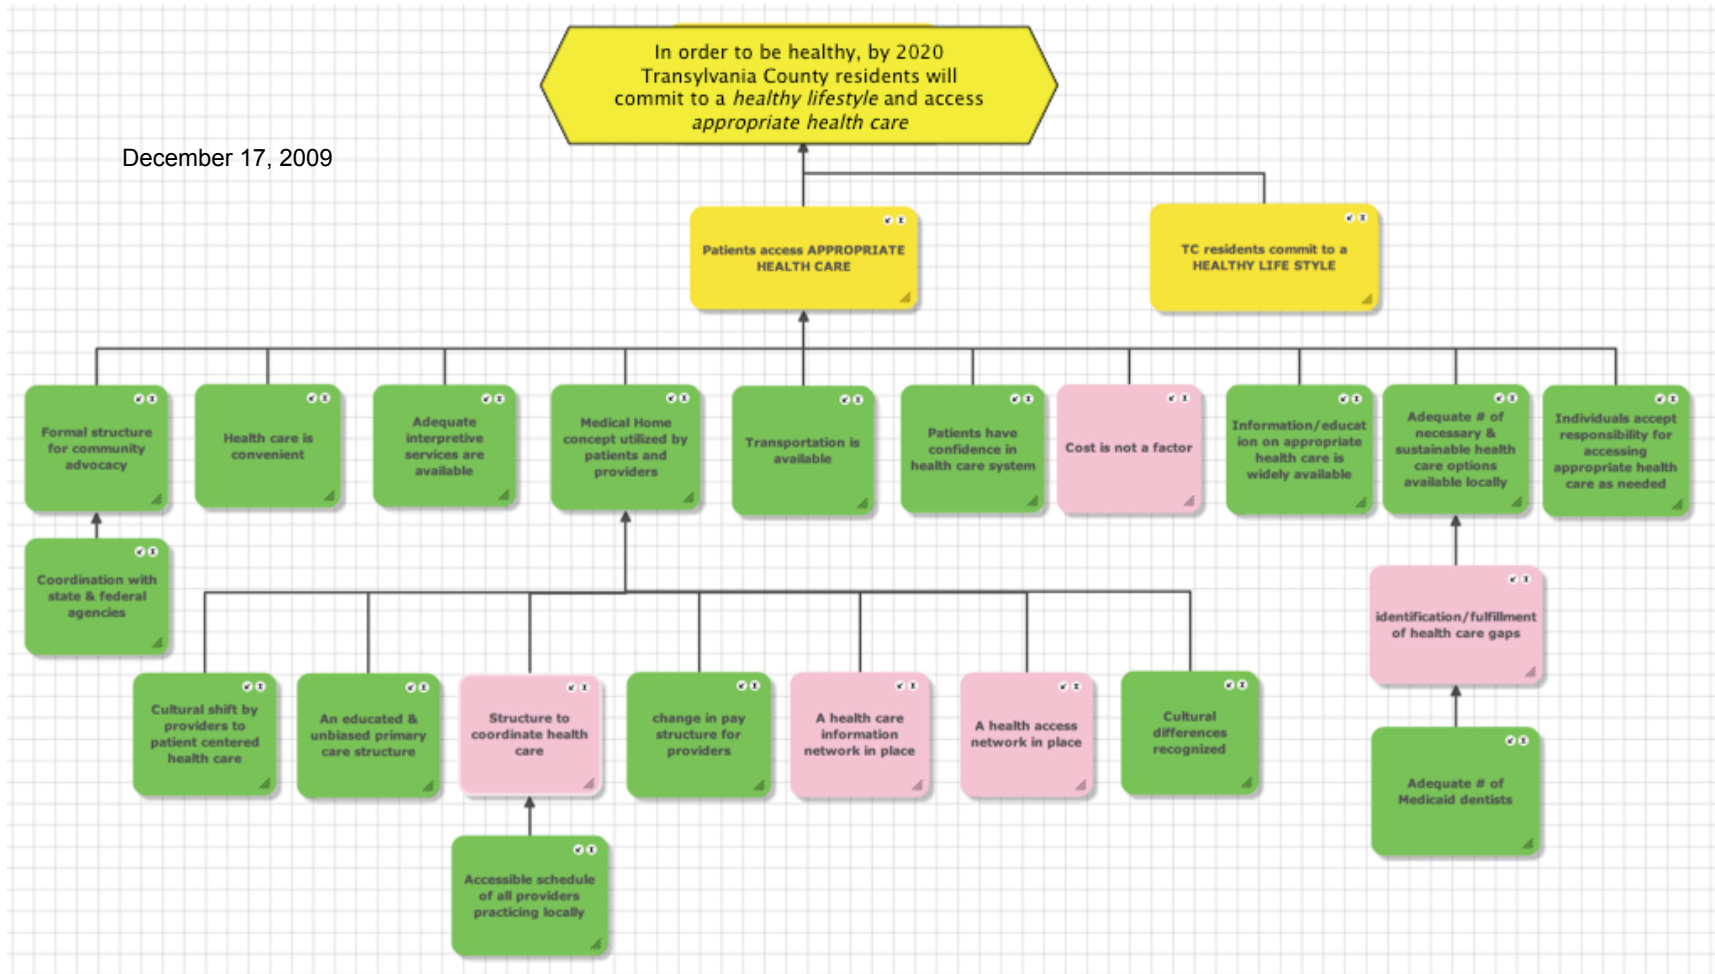 In order to be healthy, by 2020
Transylvania County residents will
commit to a healthy lifestyle and access
appropriate health care
December 17, 2009
Patients access APPROPRIATE
HEALTH CARE
TC residents commit to a
HEALTHY LIFE STYLE
Formal structure
for community
advocacy
Health care is
convenient
Adequate
interpretive
services are
available
Medical Home
concept utilized by
patients and
providers
Transportation is
available
Patients have
confidence in
health care system
Cost is not a factor
Information/educat
ion on appropriate
health care is
widely available
Adequate # of
necessary &
sustainable health
care options
available locally
Individuals accept
responsibility for
accessing
appropriate health
care as needed
Coordination with
state & federal
agencies
identification/fulfillment
of health care gaps
Cultural shift by
providers to
patient centered
health care
An educated &
unbiased primary
care structure
Structure to
coordinate health
care
change in pay
structure for
providers
A health care
information
network in place
A health access
network in place
Cultural
differences
recognized
Adequate # of
Medicaid dentists
Accessible schedule
of all providers
practicing locally